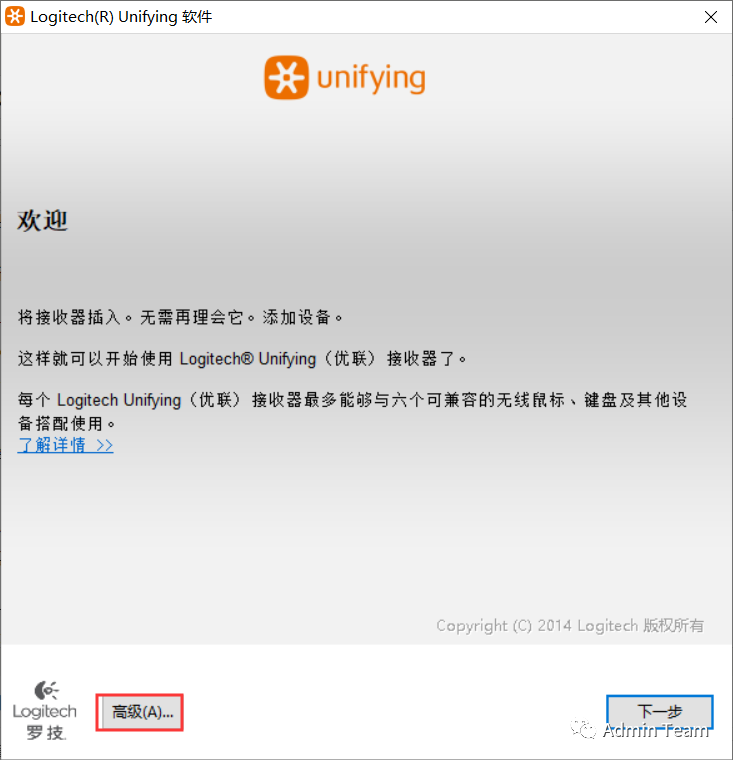 Logitech(R) Unifying 软件
unifying
欢迎
将接收器插入。无需再理会它。添加设备。
这样就可以开始使用 Logitech® Unifying（优联）接收器了。
每个 Logitech Unifying（优联）接收器最多能够与六个可兼容的无线鼠标、键盘及其他设
备搭配使用。
了解详情 >>
Copyright (C) 2014 Logitech 版权所有
Logitech
罗技
高级(A)...
下一步
Admin Team